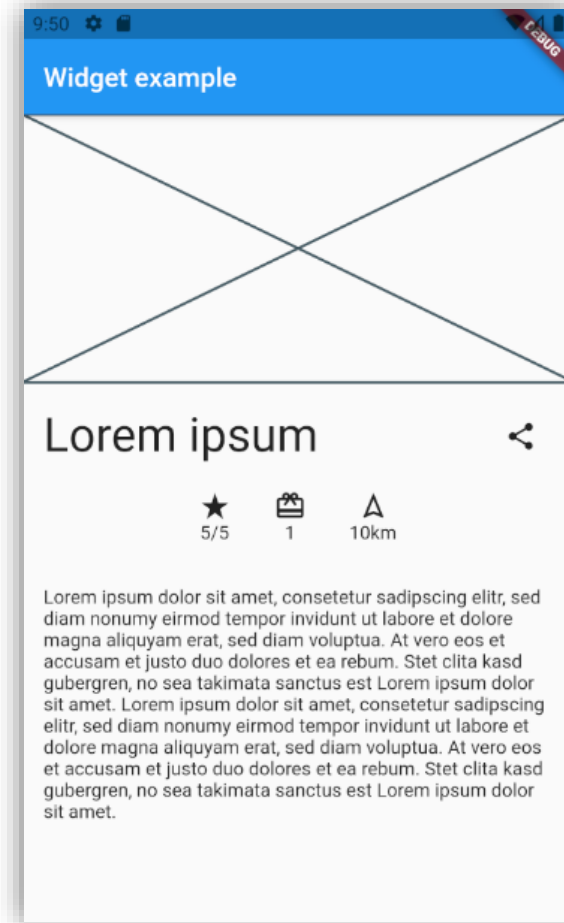 9:50
DEBUG
Widget example
Lorem ipsum
5/5
1
10km
Lorem ipsum dolor sit amet, consetetur sadipscing elitr, sed
diam nonumy eirmod tempor invidunt ut labore et dolore
magna aliquyam erat, sed diam voluptua. At vero eos et
accusam et justo duo dolores et ea rebum. Stet clita kasd
gubergren, no sea takimata sanctus est Lorem ipsum dolor
sit amet. Lorem ipsum dolor sit amet, consetetur sadipscing
elitr, sed diam nonumy eirmod tempor invidunt ut labore et
dolore magna aliquyam erat, sed diam voluptua. At vero eos
et accusam et justo duo dolores et ea rebum. Stet clita kasd
gubergren, no sea takimata sanctus est Lorem ipsum dolor
sit amet.